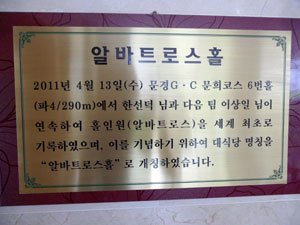 알바트로스홀
2011년 4월 13일(수) 문경G·C 문희코스 6번홀
(파4/290m)에서 한선덕 님과 다음 팀 이상일 님이
연속하여 홀인원(알바트로스)을 세계 최초로
기록하였으며, 이를 기념하기 위하여 대식당 명칭을
"알바트로스홀"로 개칭하였습니다.